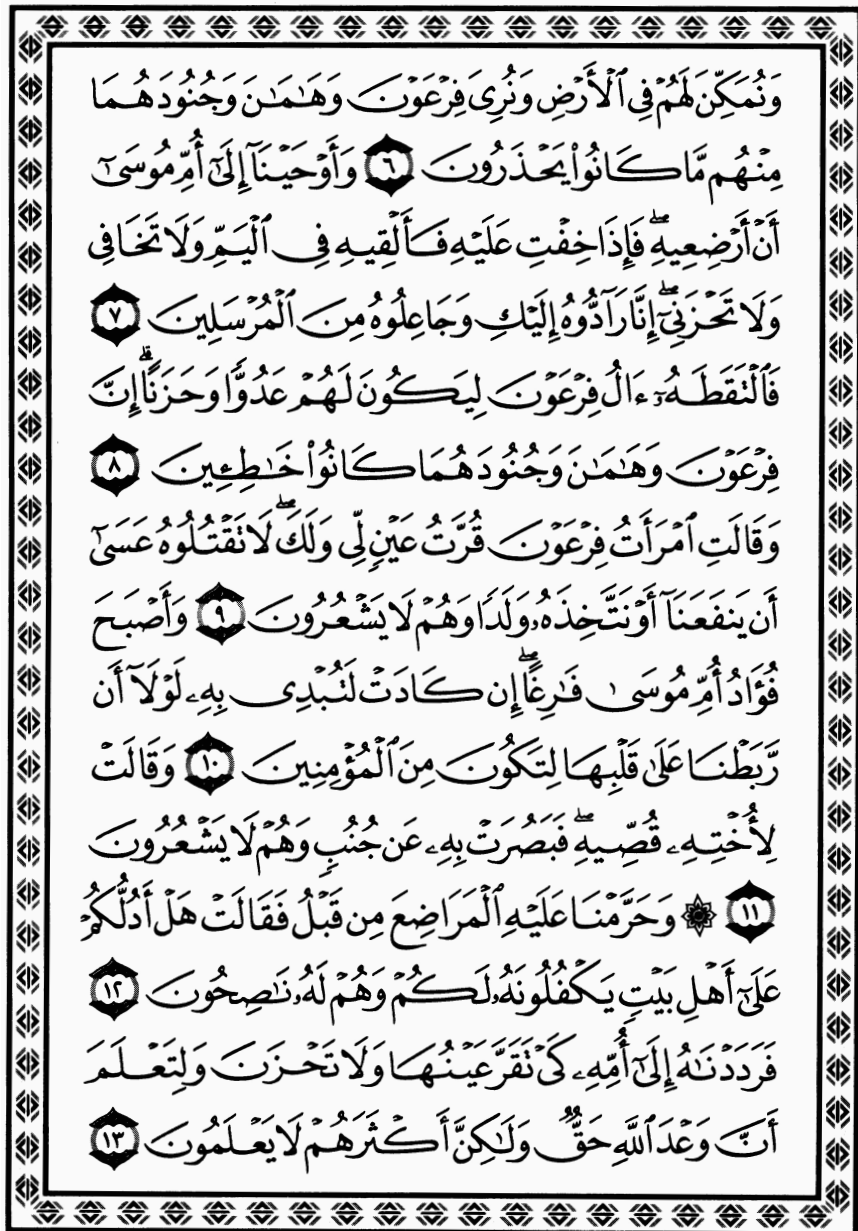 وَنُمَكِّنَ لَهُمْ فِي ٱلْأَرْضِ وَنُرِىَ فِرْعَوْنَ وَهَٰمَٰنَ وَجُنُودَهُمَا
مِنْهُم مَّا كَانُوا۟ يَحْذَرُونَ ٦ وَأَوْحَيْنَآ إِلَىٰٓ أُمِّ مُوسَىٰٓ
أَنْ أَرْضِعِيهِ ۖ فَإِذَا خِفْتِ عَلَيْهِ فَأَلْقِيهِ فِي ٱلْيَمِّ وَلَا تَخَافِي
وَلَا تَحْزَنِىٓ ۖ إِنَّا رَآدُّوهُ إِلَيْكِ وَجَاعِلُوهُ مِنَ ٱلْمُرْسَلِينَ ٧
فَٱلْتَقَطَهُۥٓ ءَالُ فِرْعَوْنَ لِيَكُونَ لَهُمْ عَدُوًّا وَحَزَنًا ۗ إِنَّ
فِرْعَوْنَ وَهَٰمَٰنَ وَجُنُودَهُمَا كَانُوا۟ خَٰطِـِٔينَ ٨
وَقَالَتِ ٱمْرَأَتُ فِرْعَوْنَ قُرَّتُ عَيْنٍ لِّى وَلَكَ ۖ لَا تَقْتُلُوهُ عَسَىٰٓ
أَن يَنفَعَنَآ أَوْ نَتَّخِذَهُۥ وَلَدًا وَهُمْ لَا يَشْعُرُونَ ٩ وَأَصْبَحَ
فُؤَادُ أُمِّ مُوسَىٰ فَٰرِغًا ۖ إِن كَادَتْ لَتُبْدِى بِهِۦ لَوْلَآ أَن
رَّبَطْنَا عَلَىٰ قَلْبِهَا لِتَكُونَ مِنَ ٱلْمُؤْمِنِينَ ١٠ وَقَالَتْ
لِأُخْتِهِۦ قُصِّيهِ ۖ فَبَصُرَتْ بِهِۦ عَن جُنُبٍ وَهُمْ لَا يَشْعُرُونَ
١١ ۞ وَحَرَّمْنَا عَلَيْهِ ٱلْمَرَاضِعَ مِن قَبْلُ فَقَالَتْ هَلْ أَدُلُّكُمْ
عَلَىٰٓ أَهْلِ بَيْتٍ يَكْفُلُونَهُۥ لَكُمْ وَهُمْ لَهُۥ نَٰصِحُونَ ١٢
فَرَدَدْنَٰهُ إِلَىٰٓ أُمِّهِۦ كَىْ تَقَرَّ عَيْنُهَا وَلَا تَحْزَنَ وَلِتَعْلَمَ
أَنَّ وَعْدَ ٱللَّهِ حَقٌّ وَلَٰكِنَّ أَكْثَرَهُمْ لَا يَعْلَمُونَ ١٣